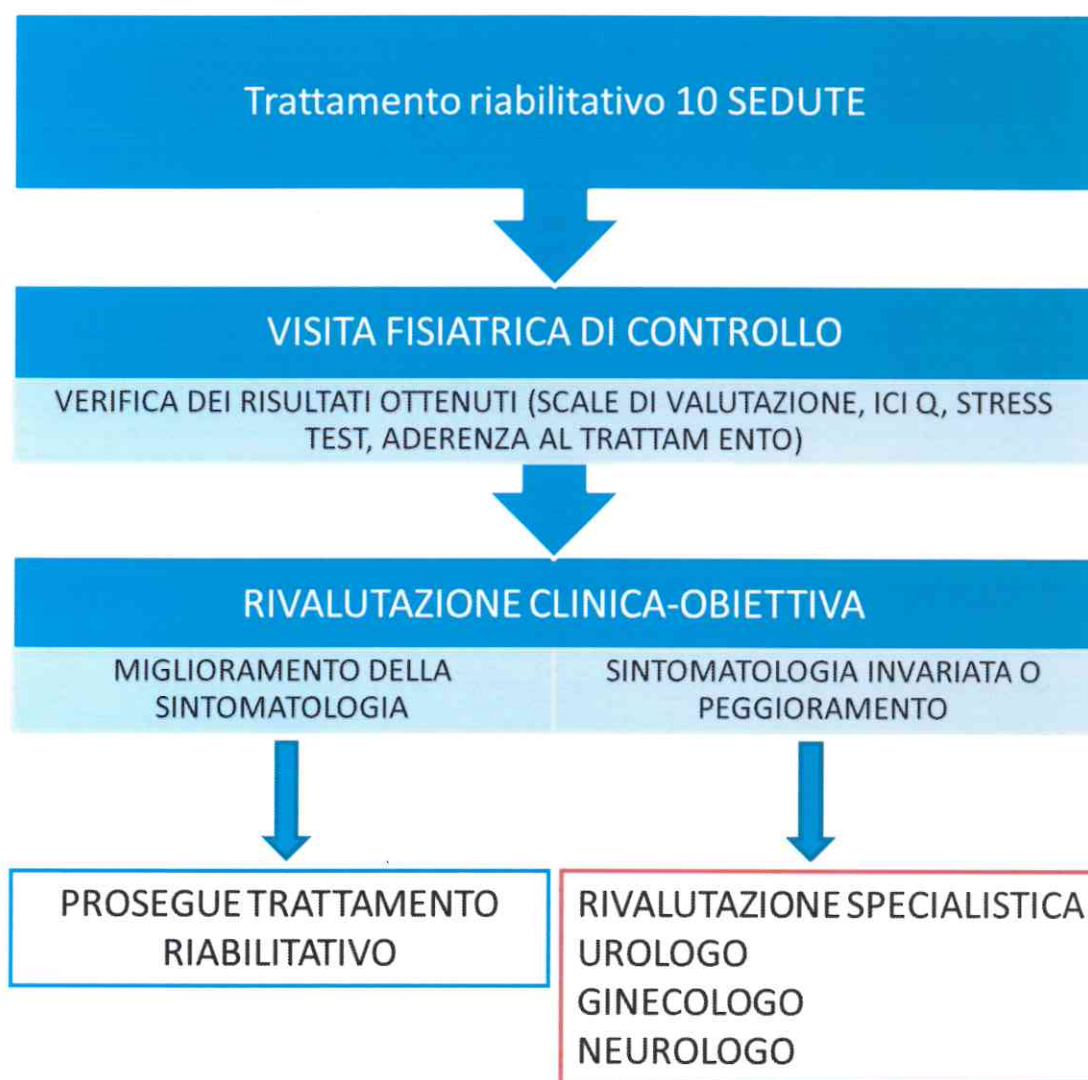 Trattamento riabilitativo 10 SEDUTE
VISITA FISIATRICA DI CONTROLLO
VERIFICA DEI RISULTATI OTTENUTI (SCALE DI VALUTAZIONE, ICI Q, STRESS
TEST, ADERENZA AL TRATTAM ENTO)
RIVALUTAZIONE CLINICA-OBIETTIVA
MIGLIORAMENTO DELLA
SINTOMATOLOGIA
SINTOMATOLOGIA INVARIATA O
PEGGIORAMENTO
PROSEGUE TRATTAMENTO
RIABILITATIVO
RIVALUTAZIONE SPECIALISTICA
UROLOGO
GINECOLOGO
NEUROLOGO